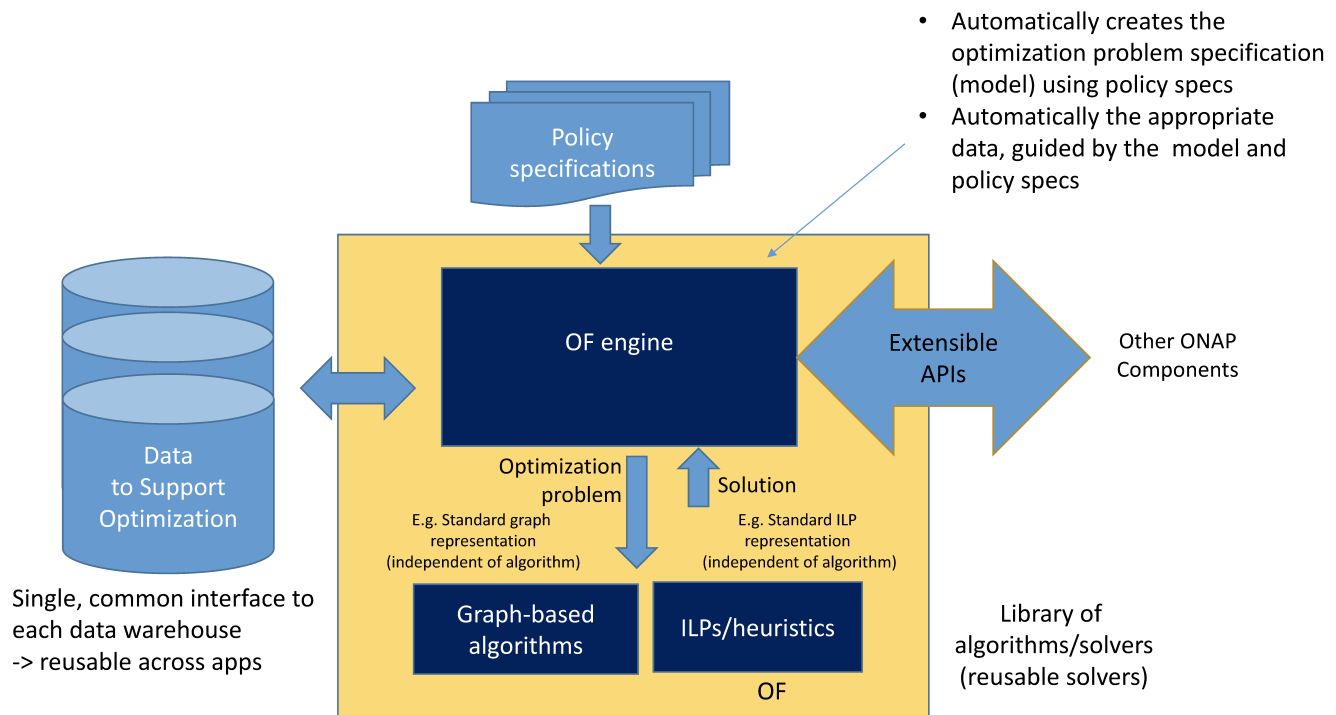 • Automatically creates the
optimization problem specification
(model) using policy specs
• Automatically the appropriate
data, guided by the  model and
policy specs
Policy
specifications
OF engine
Extensible
APIs
Other ONAP
Components
Data
to Support
Optimization
Optimization
problem
Solution
E.g. Standard graph
representation
(independent of algorithm)
E.g. Standard ILP
representation
(independent of algorithm)
Single, common interface to
each data warehouse
-> reusable across apps
Graph-based
algorithms
ILPs/heuristics
Library of
algorithms/solvers
(reusable solvers)
OF